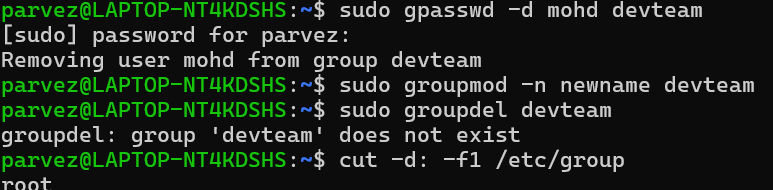 parvez@LAPTOP-NT4KDSHS:~$ sudo gpasswd -d mohd devteam
[sudo] password for parvez:
Removing user mohd from group devteam
parvez@LAPTOP-NT4KDSHS:~$ sudo groupmod -n newname devteam
parvez@LAPTOP-NT4KDSHS:~$ sudo groupdel devteam
groupdel: group 'devteam' does not exist
parvez@LAPTOP-NT4KDSHS:~$ cut -d: -f1 /etc/group
root